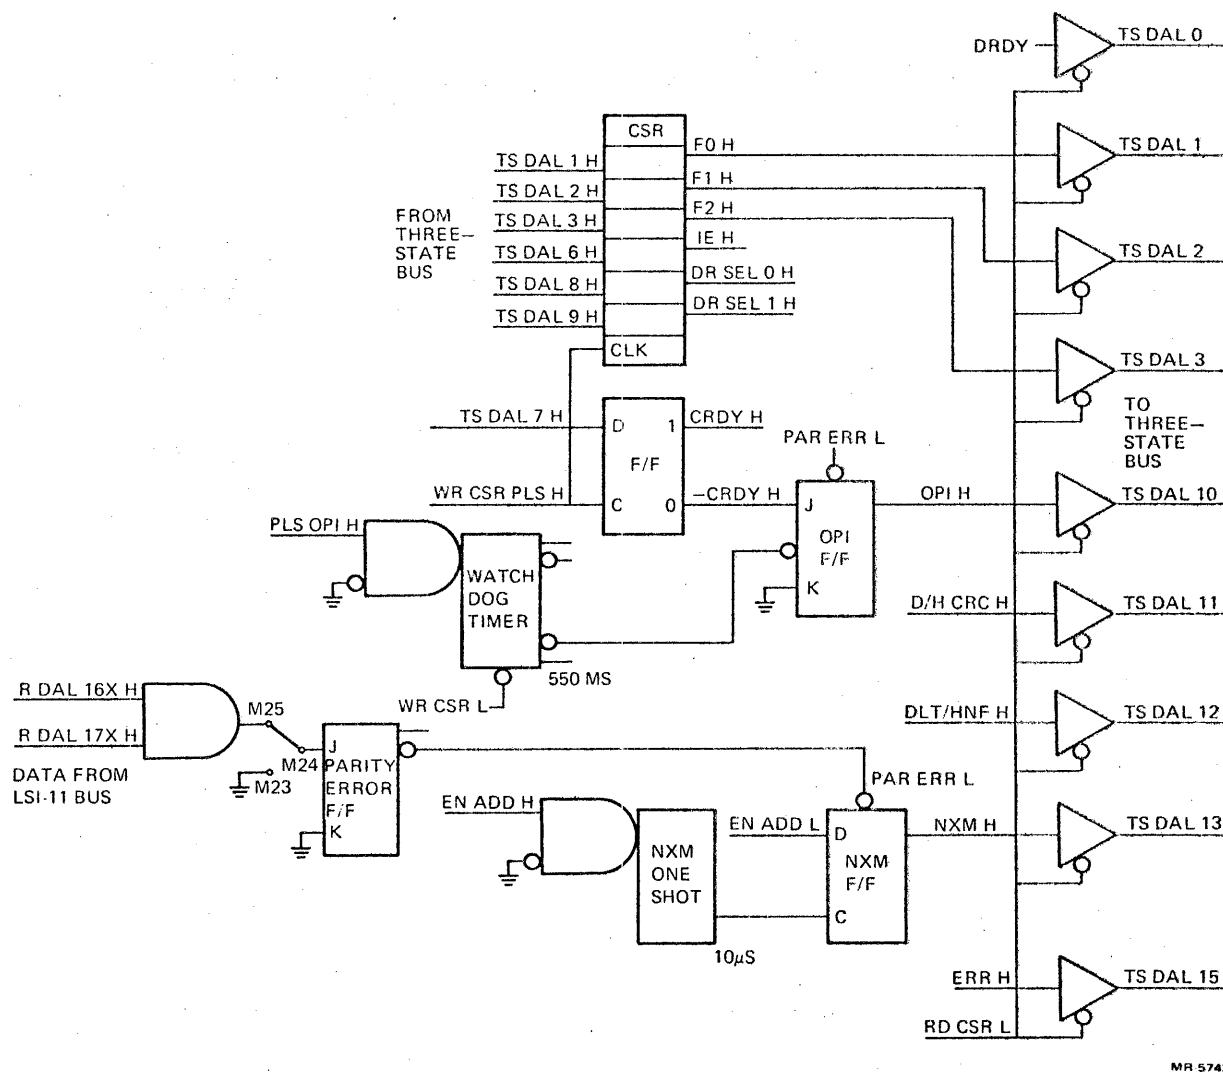 DRDY
TS DAL 0
CSR
TS DAL 1 H
F0 H
TS DAL 1
TS DAL 2 H
F1 H
TS DAL 3 H
F2 H
FROM
THREE-
STATE
BUS
IE H
TS DAL 2
TS DAL 6 H
DR SEL 0 H
TS DAL 8 H
DR SEL 1 H
TS DAL 9 H
CLK
TS DAL 3
TO
THREE-
STATE
BUS
TS DAL 7 H
D
1
CRDY H
F/F
PAR ERR L
WR CSR PLS H
C
0
-CRDY H
J
OPI H
TS DAL 10
OPI
F/F
K
PLS OPI H
WATCH
DOG
TIMER
550 MS
WR CSR L
D/H CRC H
TS DAL 11
R DAL 16X H
R DAL 17X H
DATA FROM
LSI-11 BUS
M25
M24
M23
J
PARITY
ERROR
F/F
K
DLT/HNF H
TS DAL 12
PAR ERR L
EN ADD H
NXM
ONE
SHOT
10μS
EN ADD L
D
NXM
F/F
C
NXM H
TS DAL 13
ERR H
TS DAL 15
RD CSR L